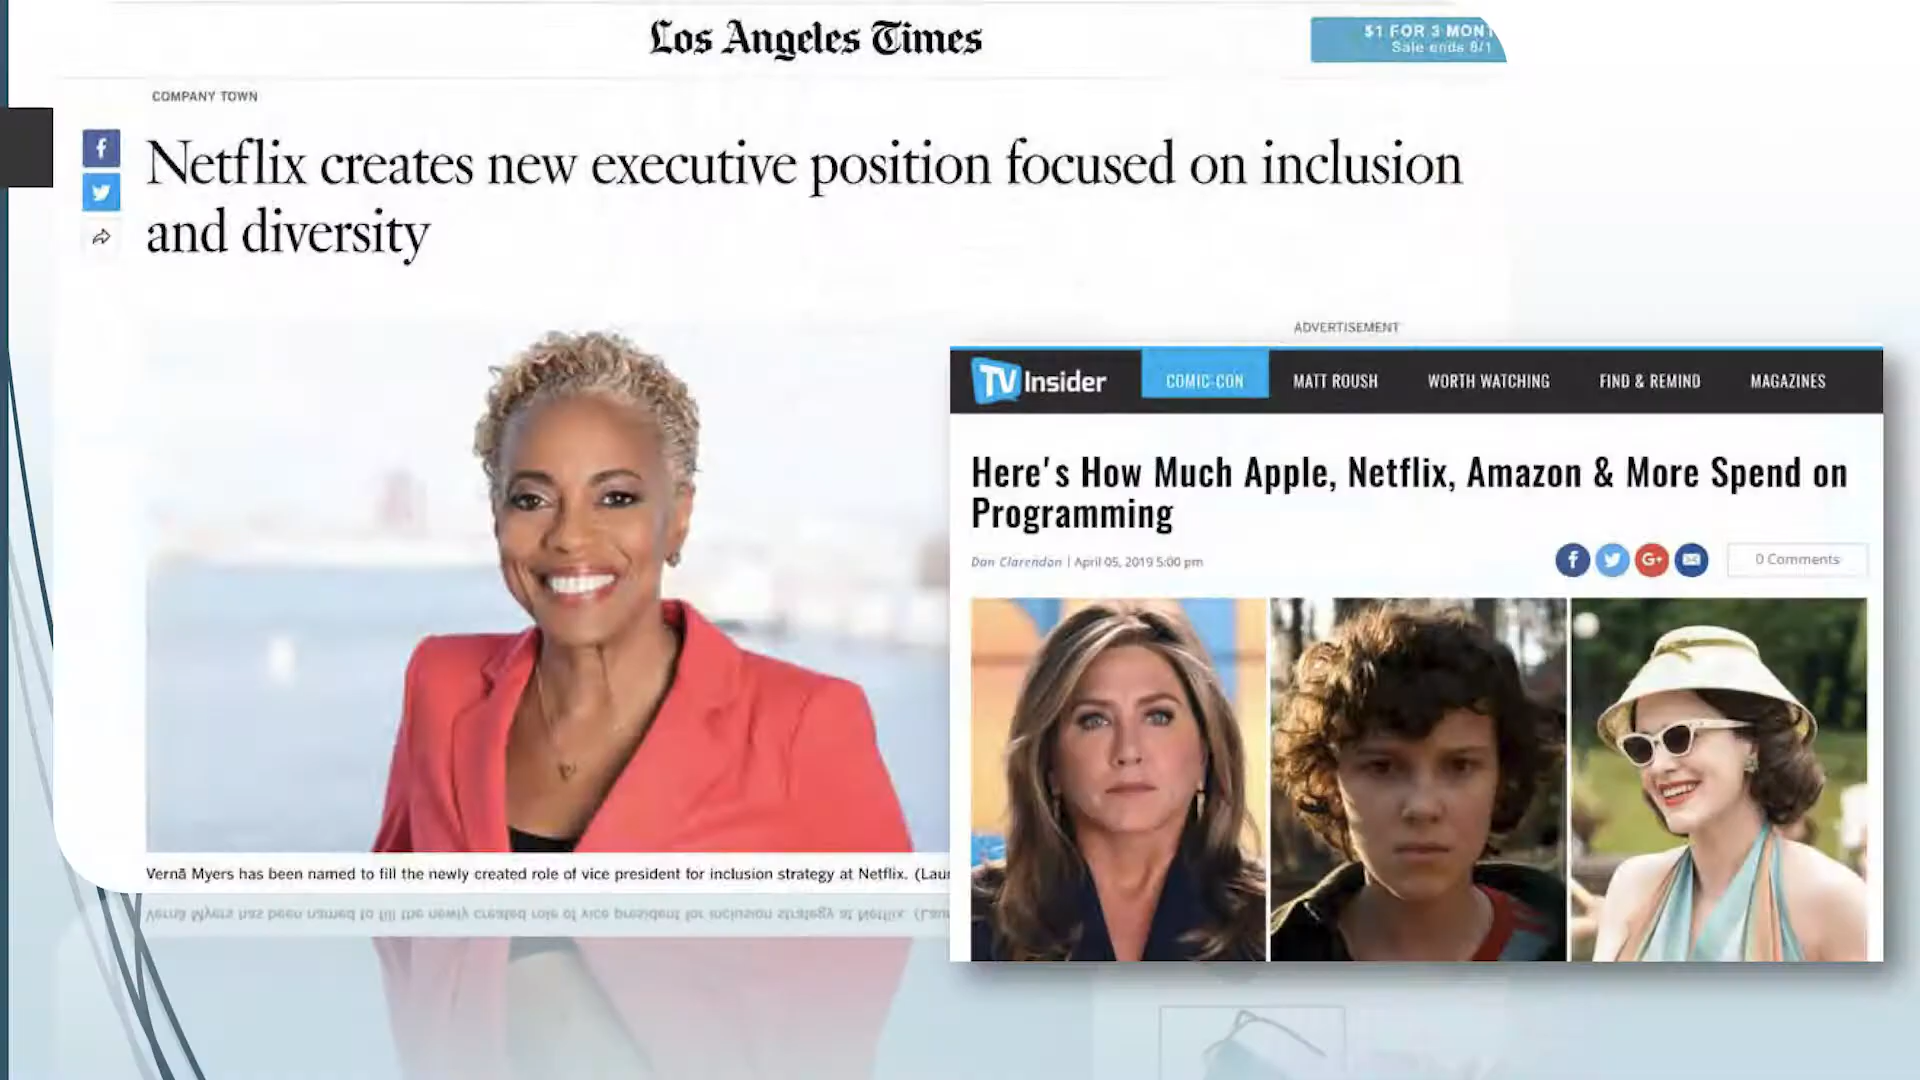 Los Angeles Times
$1 FOR 3 MON
Sale ends 8/1
COMPANY TOWN
Netflix creates new executive position focused on inclusion
and diversity
ADVERTISEMENT
TV Insider
COMIC-CON MATT ROUSH WORTH WATCHING FIND & REMIND MAGAZINES
Here's How Much Apple, Netflix, Amazon & More Spend on
Programming
Dan Clarendon | April 05, 2019 5:00 pm
0 Comments
Vernā Myers has been named to fill the newly created role of vice president for inclusion strategy at Netflix. (Laur